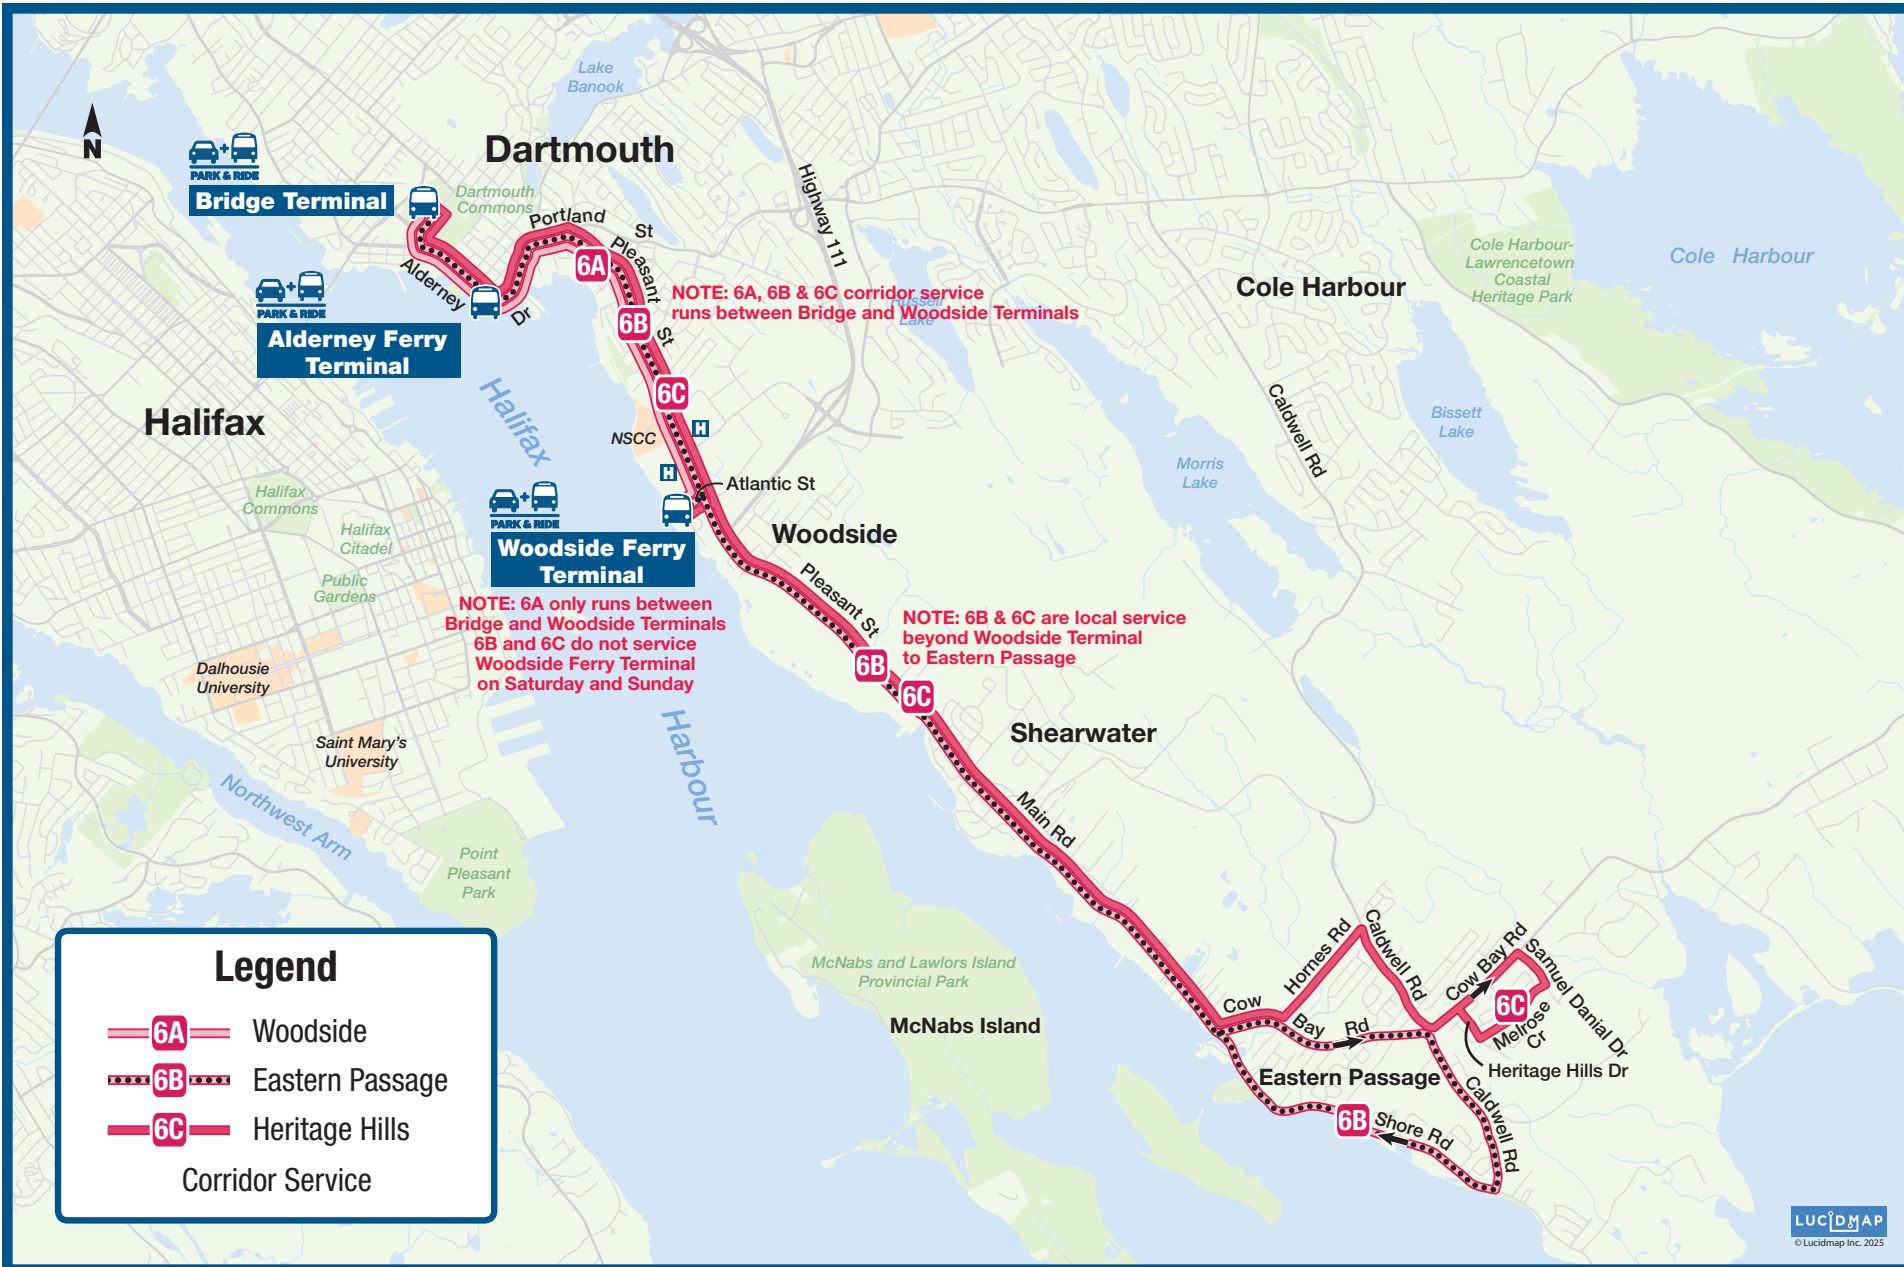 N
Lake
Banook
Dartmouth
PARK & RIDE
Bridge Terminal
Dartmouth
Commons
Portland
St
Pleasant
St
Highway 111
6A
Alderney
Dr
PARK & RIDE
Alderney Ferry
Terminal
NOTE: 6A, 6B & 6C corridor service
runs between Bridge and Woodside Terminals
Russell
Lake
6B
6C
Cole Harbour
Cole Harbour-
Lawrencetown
Coastal
Heritage Park
Cole Harbour
Halifax
Halifax
NSCC
H
H
Atlantic St
Caldwell Rd
Bissett
Lake
Morris
Lake
Halifax
Commons
Halifax
Citadel
Public
Gardens
PARK & RIDE
Woodside Ferry
Terminal
Woodside
NOTE: 6A only runs between
Bridge and Woodside Terminals
6B and 6C do not service
Woodside Ferry Terminal
on Saturday and Sunday
Pleasant St
NOTE: 6B & 6C are local service
beyond Woodside Terminal
to Eastern Passage
6B
6C
Dalhousie
University
Saint Mary's
University
Harbour
Shearwater
Northwest Arm
Main Rd
Point
Pleasant
Park
McNabs and Lawlors Island
Provincial Park
McNabs Island
Cow
Bay
Rd
Hornes Rd
Caldwell Rd
Cow Bay Rd
Samuel Danial Dr
6C
Melrose
Cr
Heritage Hills Dr
Eastern Passage
Caldwell Rd
6B
Shore Rd
Legend
6A Woodside
6B Eastern Passage
6C Heritage Hills
Corridor Service
LUCIDMAP
© Lucidmap Inc. 2025